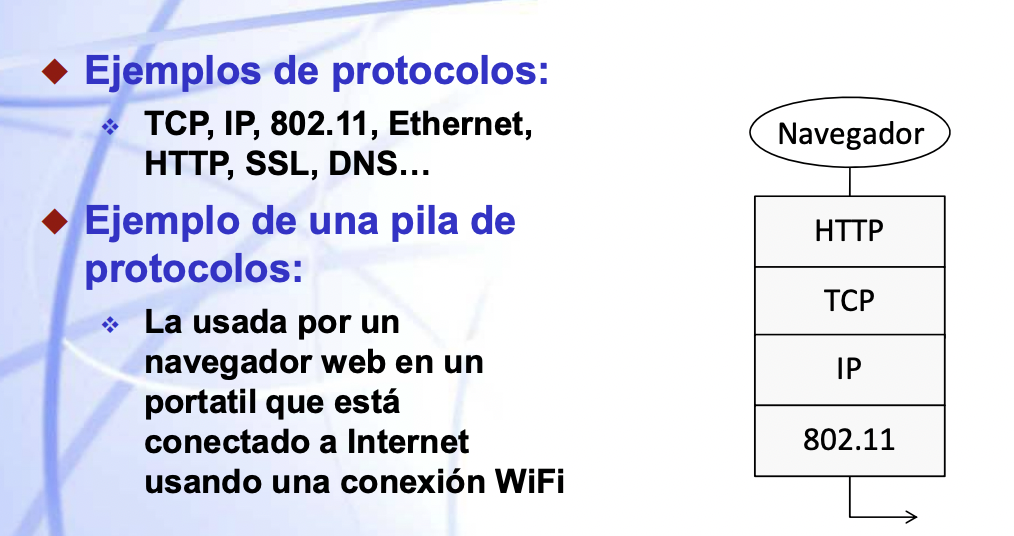 Ejemplos de protocolos:
TCP, IP, 802.11, Ethernet,
HTTP, SSL, DNS...
Ejemplo de una pila de
protocolos:
La usada por un
navegador web en un
portatil que está
conectado a Internet
usando una conexión WiFi
Navegador
HTTP
TCP
IP
802.11